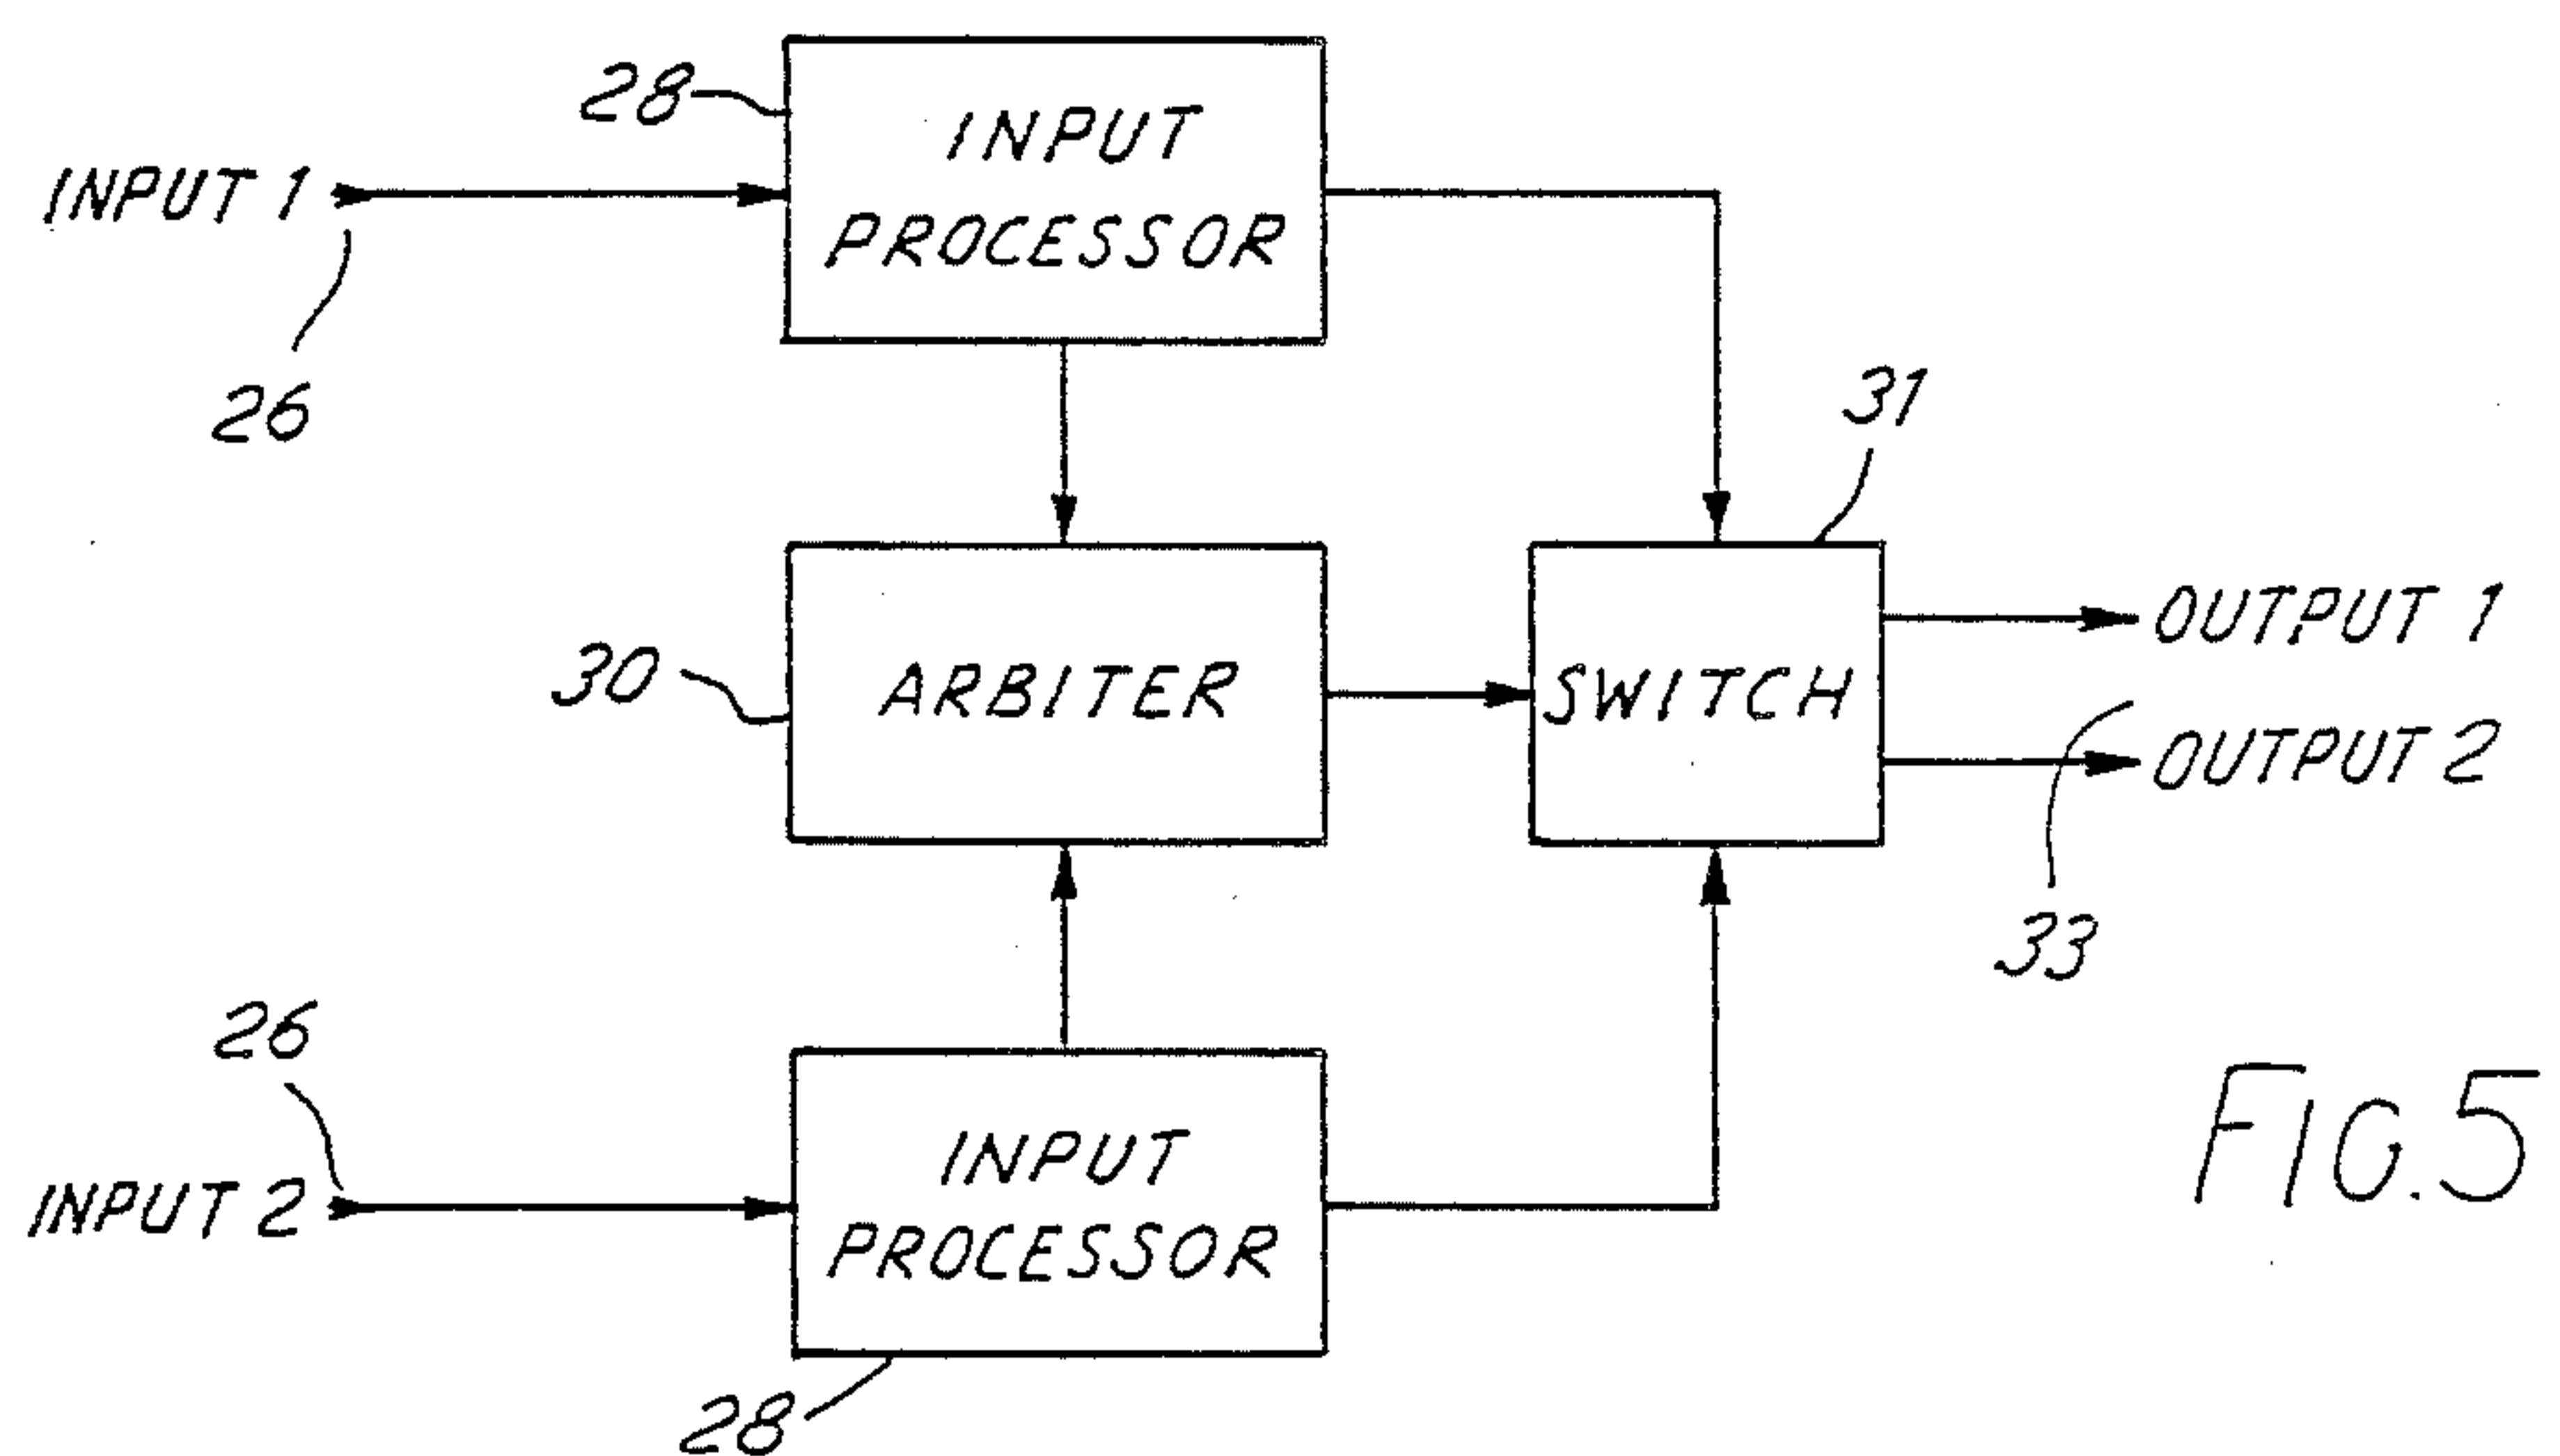 28
INPUT
PROCESSOR
INPUT 1
26
31
30
ARBITER
SWITCH
OUTPUT 1
OUTPUT 2
33
26
INPUT 2
INPUT
PROCESSOR
28
FIG. 5